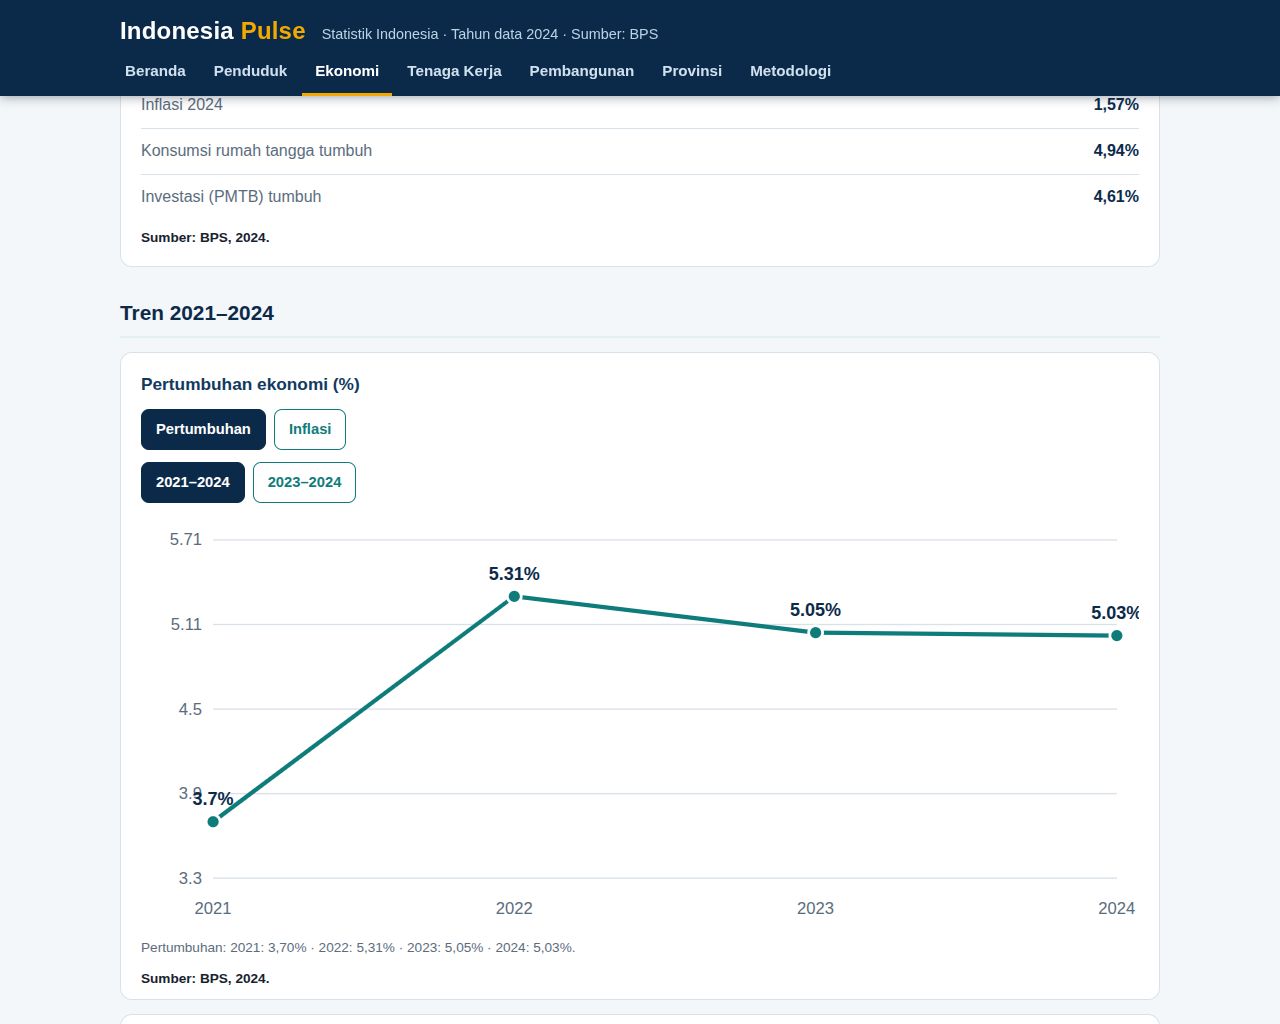 Indonesia Pulse Statistik Indonesia · Tahun data 2024 · Sumber: BPS
Beranda Penduduk Ekonomi Tenaga Kerja Pembangunan Provinsi Metodologi
Inflasi 2024 1,57%
Konsumsi rumah tangga tumbuh 4,94%
Investasi (PMTB) tumbuh 4,61%
Sumber: BPS, 2024.
Tren 2021–2024
Pertumbuhan ekonomi (%)
Pertumbuhan Inflasi
2021–2024 2023–2024
5.71
5.31%
5.05%
5.03%
5.11
4.5
3.9
3.7%
3.3
2021 2022 2023 2024
Pertumbuhan: 2021: 3,70% · 2022: 5,31% · 2023: 5,05% · 2024: 5,03%.
Sumber: BPS, 2024.